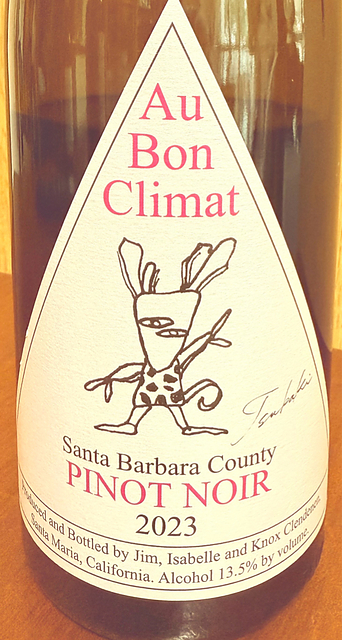 Au
Bon
Climat
Tsubaki
Santa Barbara County
PINOT NOIR
2023
Produced and Bottled by Jim, Isabelle and Knox Clendenen
Santa Maria, California. Alcohol 13.5% by volume.